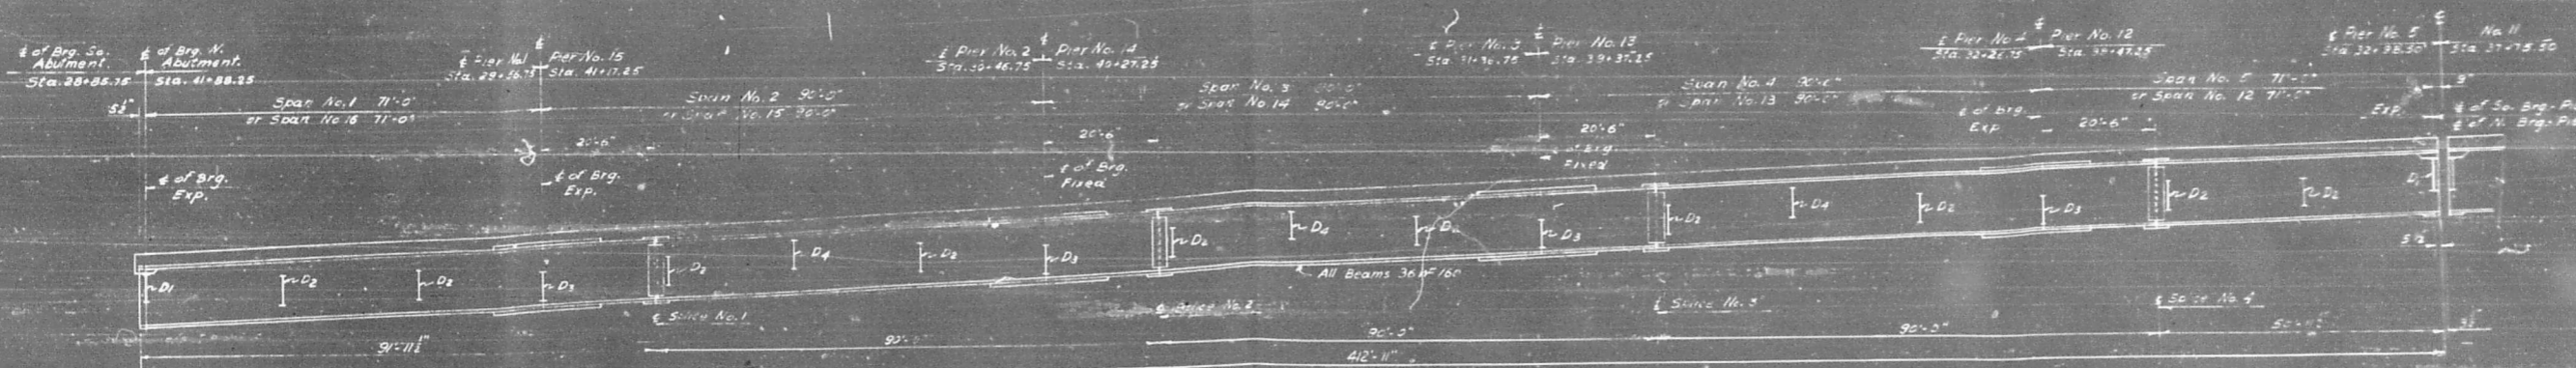 ℄ of Brg. So.
Abutment.
Sta. 28+85.75
℄ of Brg. N.
Abutment.
Sta. 41+88.25
℄ Pier No.1
Sta. 29+56.75
℄
Pier No. 15
Sta. 41+17.25
℄ Pier No. 2
Sta. 30+46.75
℄
Pier No. 14
Sta. 40+27.25
℄ Pier No. 3
Sta. 31+36.75
℄
Pier No. 13
Sta. 39+37.25
℄ Pier No. 4
Sta. 32+26.75
℄
Pier No. 12
Sta. 38+47.25
℄ Pier No. 5
Sta. 32+98.50
℄
No. 11
Sta. 37+75.50
5½"
Span No.1 71'-0"
or Span No 16 71'-0"
Span No. 2 90'-0"
or Span No. 15 90'-0"
Span No. 3
or Span No. 14 90'-0"
Span No. 4 90'-0"
or Span No. 13 90'-0"
Span No. 5 71'-0"
or Span No. 12 71'-0"
9"
20'-6"
20'-6"
20'-6"
20'-6"
℄ of Brg.
Exp.
℄ of Brg.
Exp.
℄ of Brg.
Fixed
℄ of Brg.
Fixed
℄ of Brg.
Exp
Exp.
℄ of So. Brg.
℄ of N. Brg.
D1
D2
D2
D3
D2
D4
D2
D3
D2
D4
D3
D2
D4
D2
D3
D2
D2
D1
All Beams 36 WF 160
5½"
℄ Splice No. 1
℄ Splice No. 2
℄ Splice No. 3
℄ Splice No. 4
91'-11½"
90'-0"
90'-0"
90'-0"
412'-11"